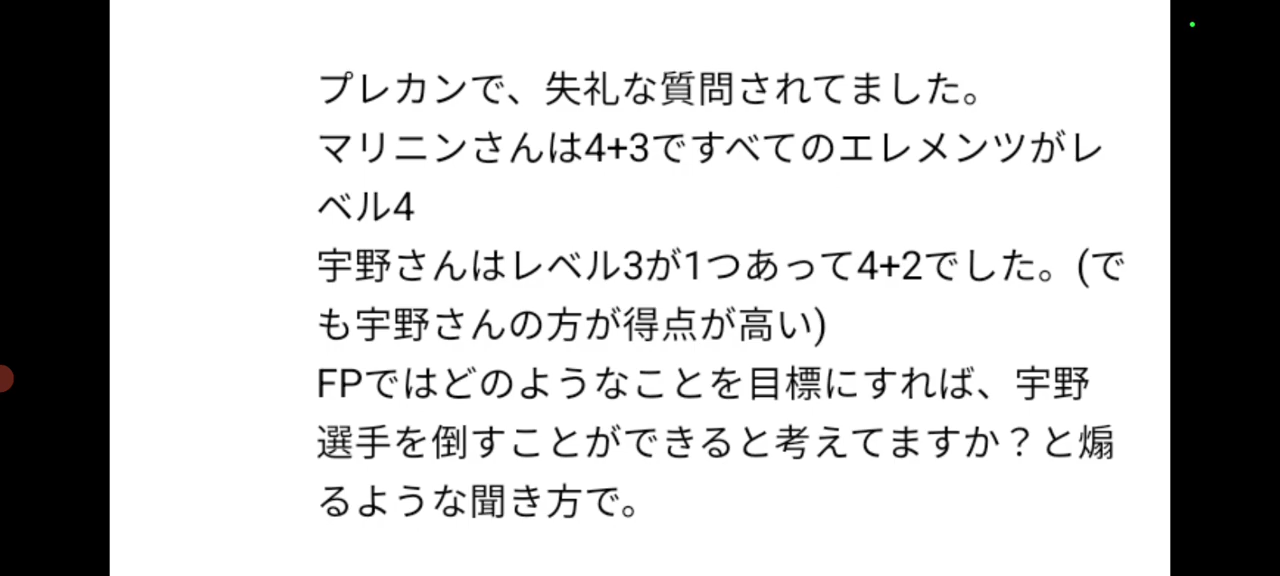 プレカンで、失礼な質問されてました。
マリニンさんは4+3ですべてのエレメンツがレ
ベル4
宇野さんはレベル3が1つあって4+2でした。(で
も宇野さんの方が得点が高い)
FPではどのようなことを目標にすれば、宇野
選手を倒すことができると考えてますか？と煽
るような聞き方で。